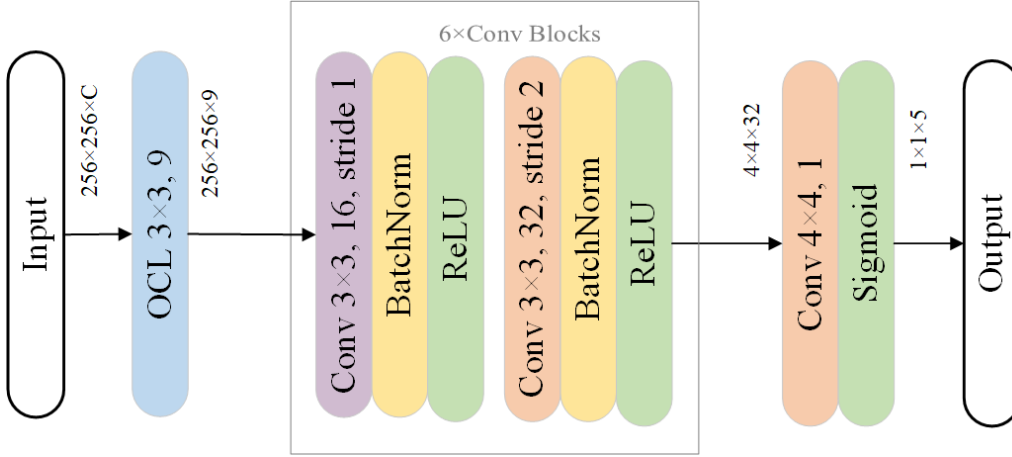 Input
256×256×C
OCL 3×3, 9
256×256×9
6×Conv Blocks
Conv 3×3, 16, stride 1
BatchNorm
ReLU
Conv 3×3, 32, stride 2
BatchNorm
ReLU
4×4×32
Conv 4×4, 1
Sigmoid
1×1×5
Output